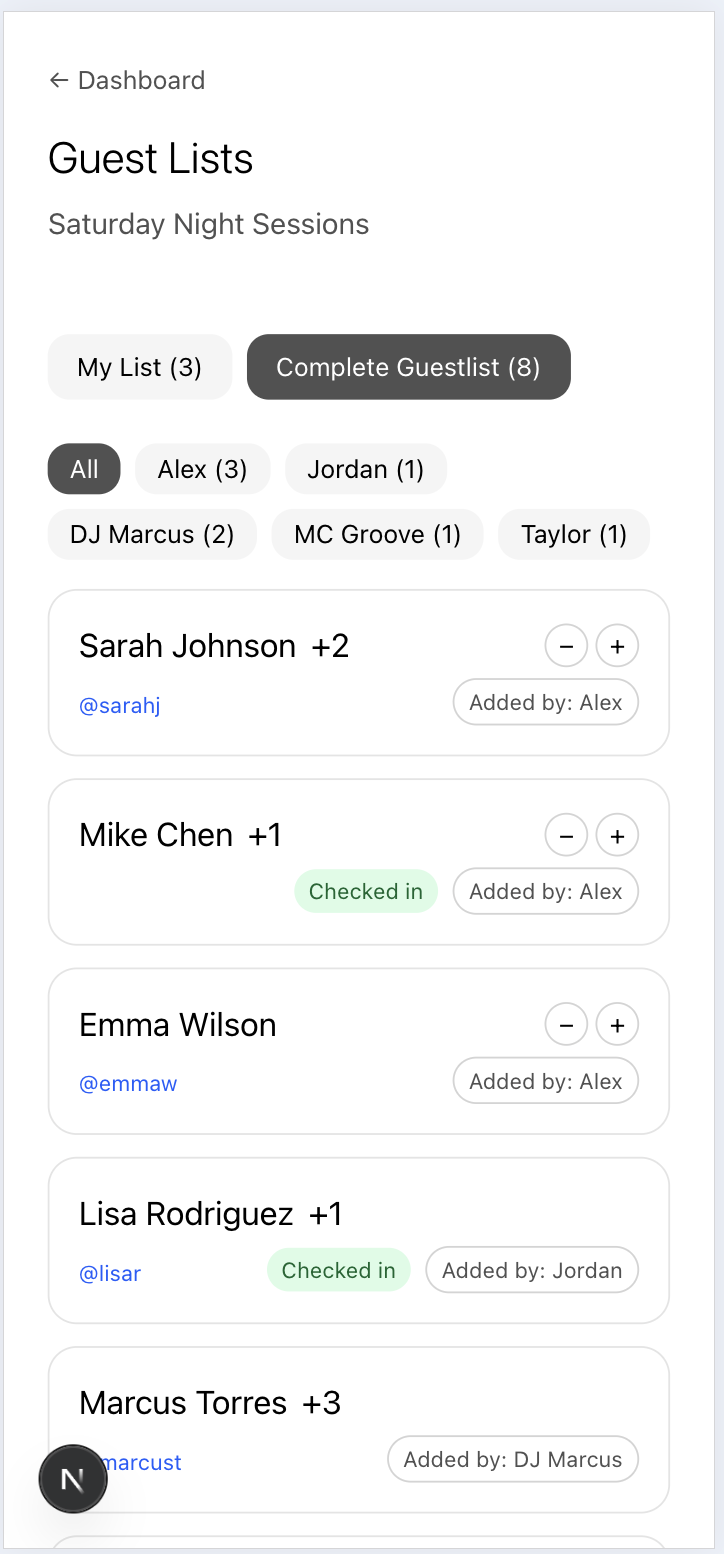 ← Dashboard
Guest Lists
Saturday Night Sessions
My List (3) Complete Guestlist (8)
All Alex (3) Jordan (1)
DJ Marcus (2) MC Groove (1) Taylor (1)
Sarah Johnson +2 − +
@sarahj Added by: Alex
Mike Chen +1 − +
Checked in Added by: Alex
Emma Wilson − +
@emmaw Added by: Alex
Lisa Rodriguez +1
@lisar Checked in Added by: Jordan
Marcus Torres +3
marcust Added by: DJ Marcus
N